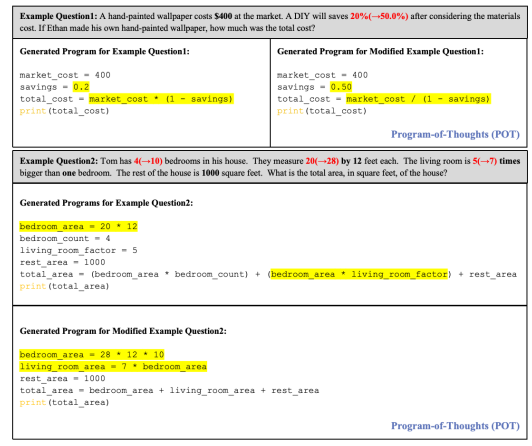 Example Question1: A hand-painted wallpaper costs $400 at the market. A DIY will saves 20%(→50.0%) after considering the materials
cost. If Ethan made his own hand-painted wallpaper, how much was the total cost?
Generated Program for Example Question1:
market_cost = 400
savings = 0.2
total_cost = market_cost * (1 - savings)
print(total_cost)
Generated Program for Modified Example Question1:
market_cost = 400
savings = 0.50
total_cost = market_cost / (1 - savings)
print(total_cost)
Program-of-Thoughts (POT)
Example Question2: Tom has 4(→10) bedrooms in his house. They measure 20(→28) by 12 feet each. The living room is 5(→7) times
bigger than one bedroom. The rest of the house is 1000 square feet. What is the total area, in square feet, of the house?
Generated Programs for Example Question2:
bedroom_area = 20 * 12
bedroom_count = 4
living_room_factor = 5
rest_area = 1000
total_area = (bedroom_area * bedroom_count) + (bedroom_area * living_room_factor) + rest_area
print(total_area)
Generated Program for Modified Example Question2:
bedroom_area = 28 * 12 * 10
living_room_area = 7 * bedroom_area
rest_area = 1000
total_area = bedroom_area + living_room_area + rest_area
print(total_area)
Program-of-Thoughts (POT)